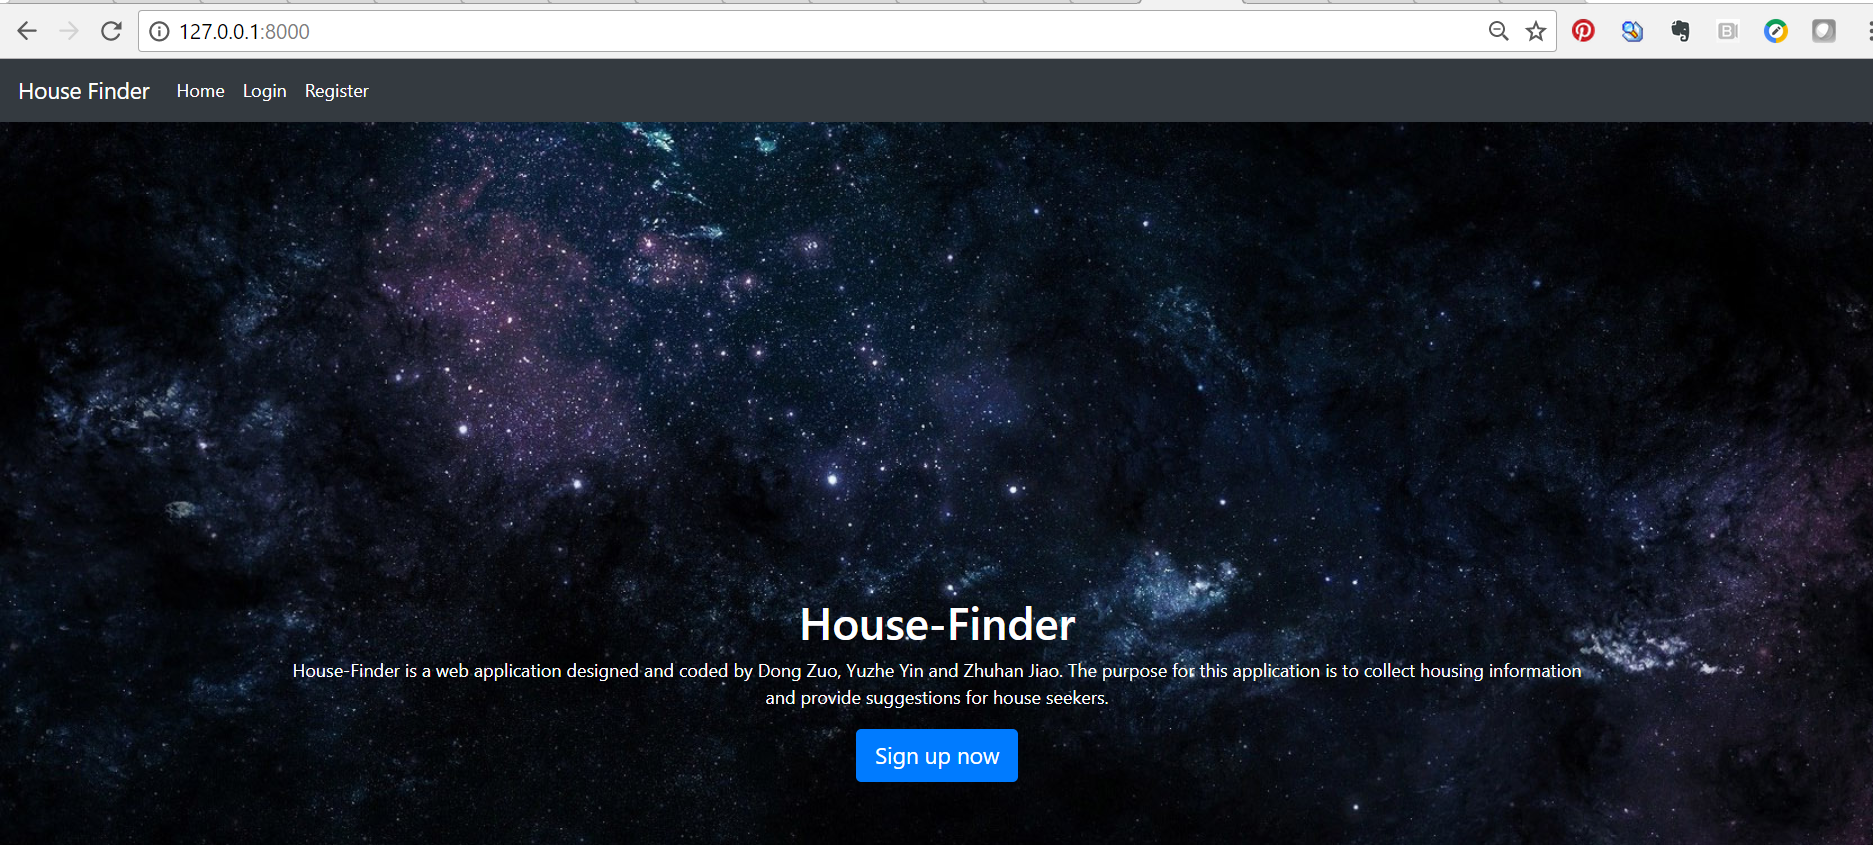 127.0.0.1:8000
House Finder Home Login Register
House-Finder
House-Finder is a web application designed and coded by Dong Zuo, Yuzhe Yin and Zhuhan Jiao. The purpose for this application is to collect housing information
and provide suggestions for house seekers.
Sign up now